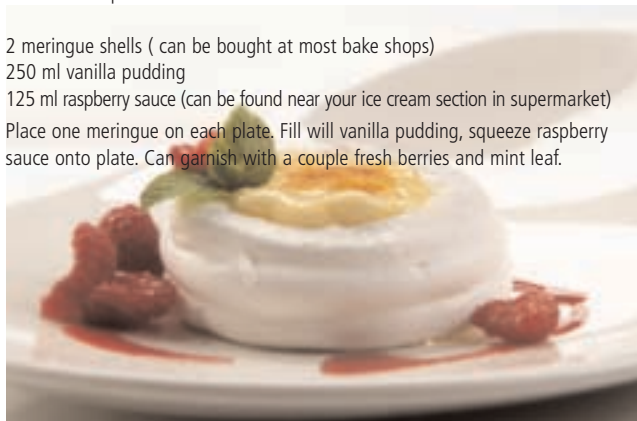 2 meringue shells ( can be bought at most bake shops)
250 ml vanilla pudding
125 ml raspberry sauce (can be found near your ice cream section in supermarket)
Place one meringue on each plate. Fill will vanilla pudding, squeeze raspberry
sauce onto plate. Can garnish with a couple fresh berries and mint leaf.